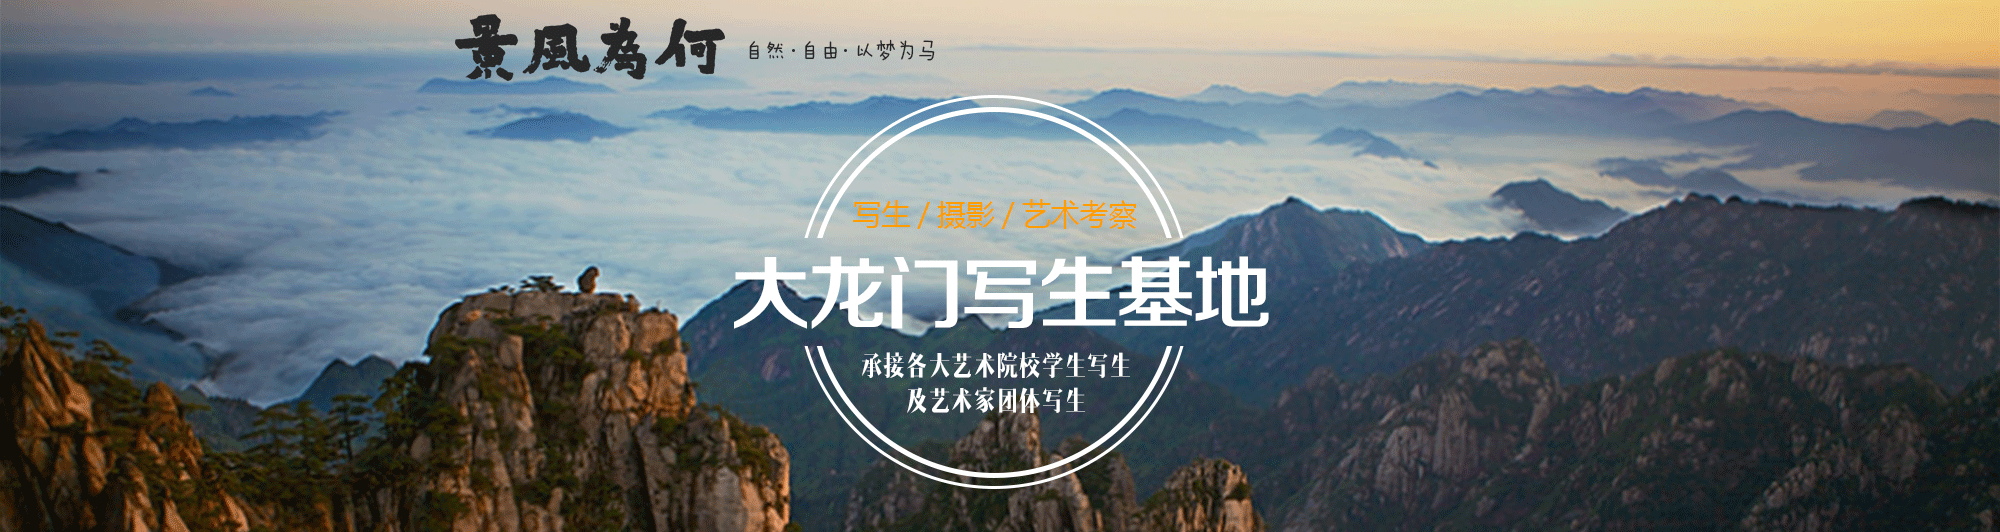 景風為何 自然·自由·以梦为马
写生 / 摄影 / 艺术考察
大龙门写生基地
承接各大艺术院校学生写生
及艺术家团体写生